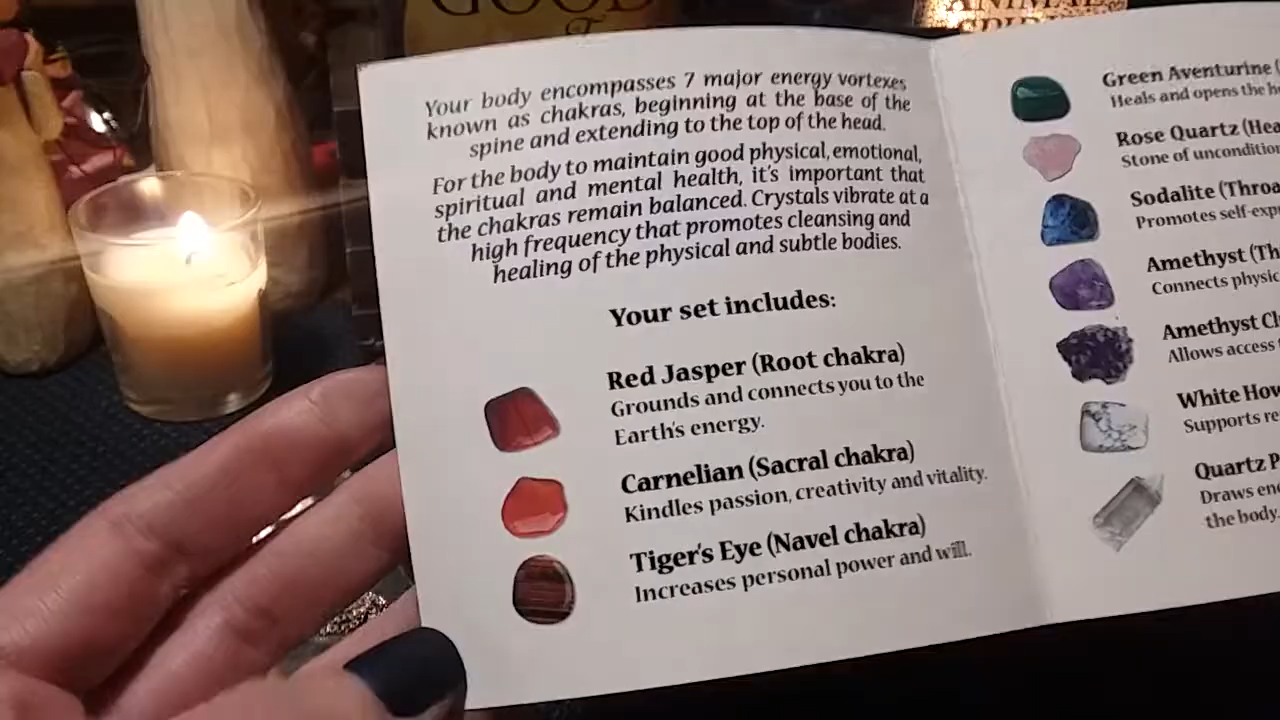 GOOD
ANIMAL
SPIRIT
Your body encompasses 7 major energy vortexes
known as chakras, beginning at the base of the
spine and extending to the top of the head.
For the body to maintain good physical, emotional,
spiritual and mental health, it's important that
the chakras remain balanced. Crystals vibrate at a
high frequency that promotes cleansing and
healing of the physical and subtle bodies.
Your set includes:
Red Jasper (Root chakra)
Grounds and connects you to the
Earth's energy.
Carnelian (Sacral chakra)
Kindles passion, creativity and vitality.
Tiger's Eye (Navel chakra)
Increases personal power and will.
Green Aventurine (
Heals and opens the
Rose Quartz
Stone of
Sodalite
Promotes
Amethyst
Connects
Amethyst
Allows access
White
Supports
Quartz
Draws
the body.